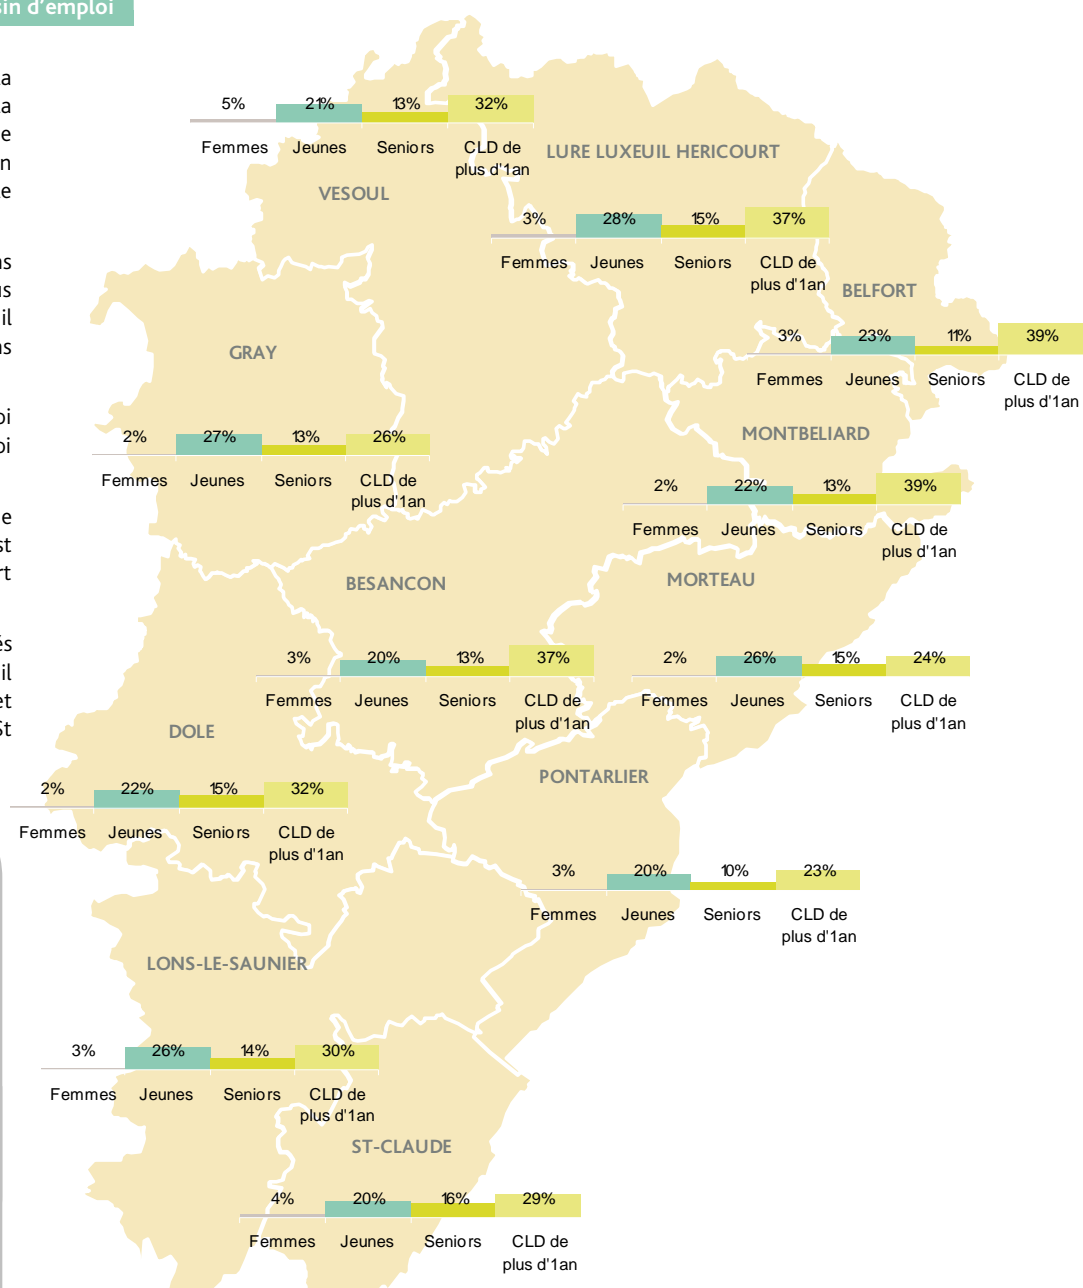 sin d'emploi
il
il
et
St
5% 21% 13% 32%
Femmes Jeunes Seniors CLD de
plus d'1an
VESOUL
LURE LUXEUIL HERICOURT
3% 28% 15% 37%
Femmes Jeunes Seniors CLD de
plus d'1an
BELFORT
3% 23% 11% 39%
Femmes Jeunes Seniors CLD de
plus d'1an
GRAY
2% 27% 13% 26%
Femmes Jeunes Seniors CLD de
plus d'1an
MONTBELIARD
2% 22% 13% 39%
Femmes Jeunes Seniors CLD de
plus d'1an
BESANCON
3% 20% 13% 37%
Femmes Jeunes Seniors CLD de
plus d'1an
MORTEAU
2% 26% 15% 24%
Femmes Jeunes Seniors CLD de
plus d'1an
DOLE
2% 22% 15% 32%
Femmes Jeunes Seniors CLD de
plus d'1an
PONTARLIER
3% 20% 10% 23%
Femmes Jeunes Seniors CLD de
plus d'1an
LONS-LE-SAUNIER
3% 26% 14% 30%
Femmes Jeunes Seniors CLD de
plus d'1an
ST-CLAUDE
4% 20% 16% 29%
Femmes Jeunes Seniors CLD de
plus d'1an